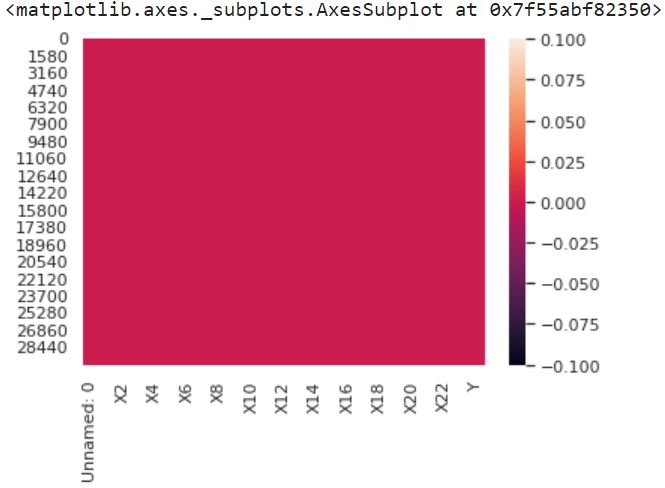 <matplotlib.axes._subplots.AxesSubplot at 0x7f55abf82350>
0
1580
3160
4740
6320
7900
9480
11060
12640
14220
15800
17380
18960
20540
22120
23700
25280
26860
28440
Unnamed: 0
X2
X4
X6
X8
X10
X12
X14
X16
X18
X20
X22
Y
0.100
0.075
0.050
0.025
0.000
−0.025
−0.050
−0.075
−0.100